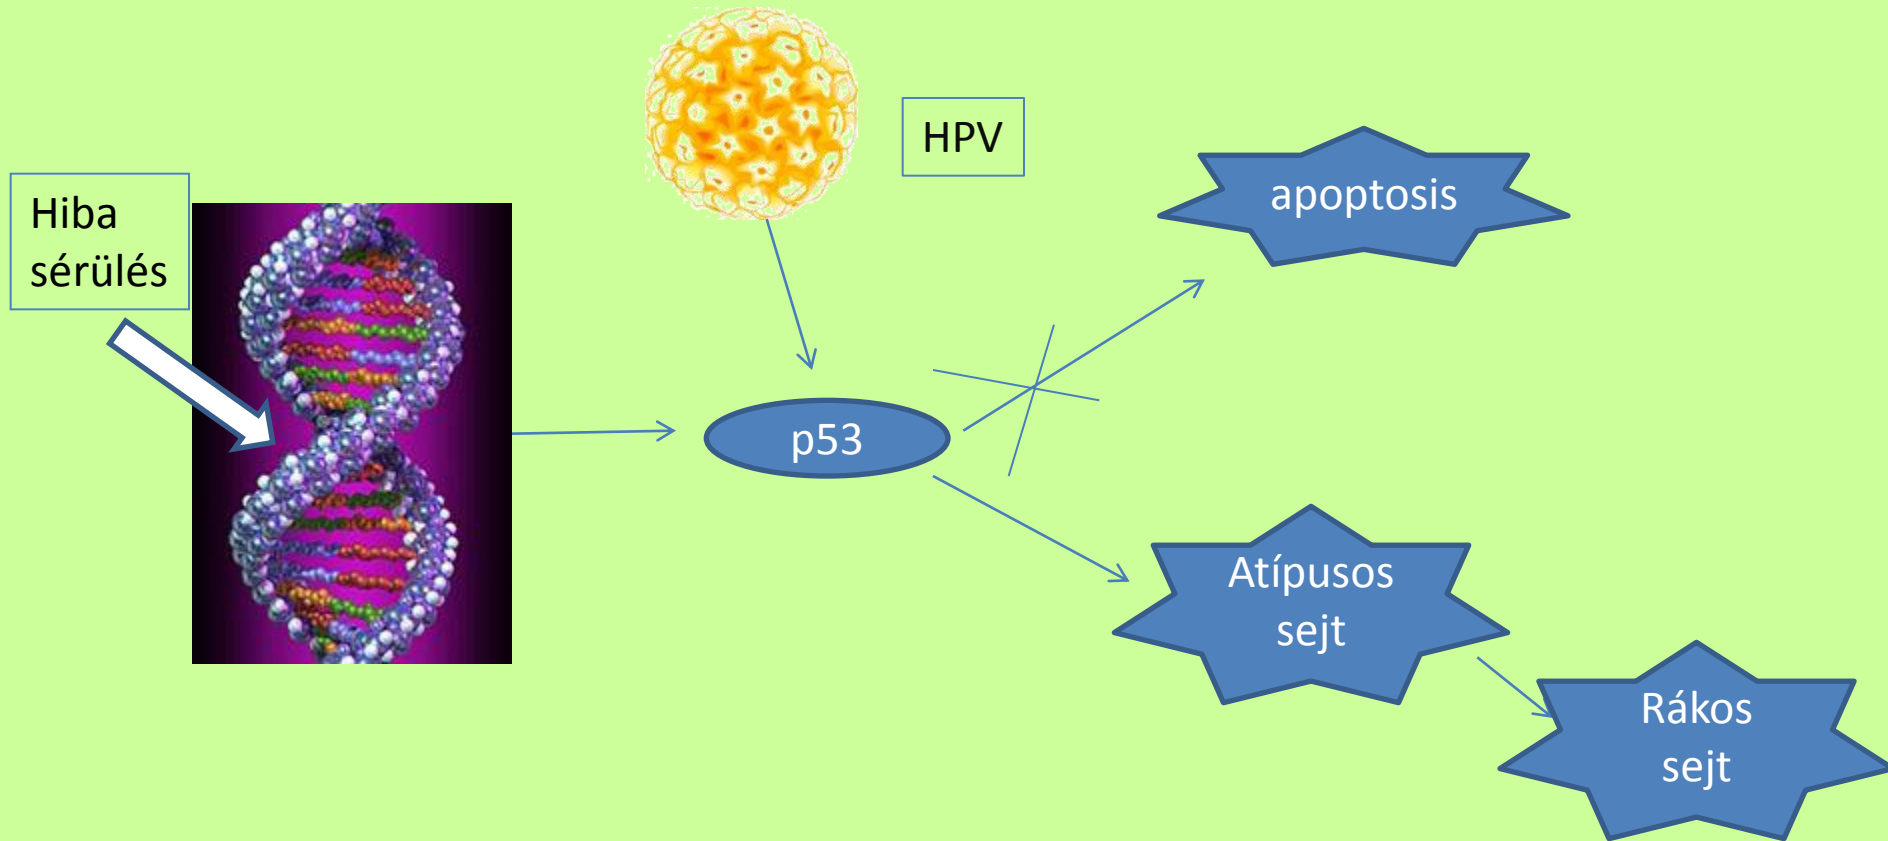 Hiba
sérülés
HPV
apoptosis
p53
Atípusos
sejt
Rákos
sejt